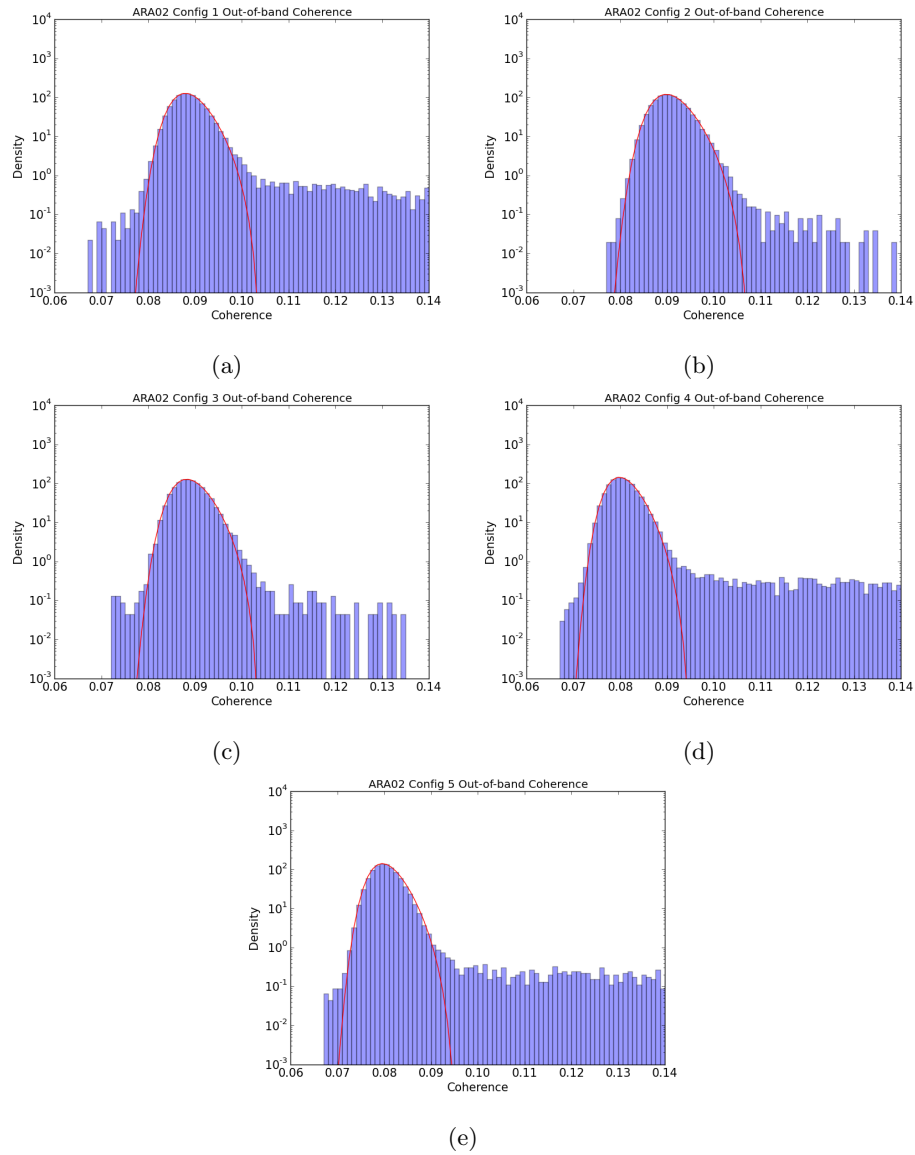 ARA02 Config 1 Out-of-band Coherence
10^4
10^3
10^2
10^1
10^0
10^-1
10^-2
10^-3
Density
0.06 0.07 0.08 0.09 0.10 0.11 0.12 0.13 0.14
Coherence
(a)
ARA02 Config 2 Out-of-band Coherence
10^4
10^3
10^2
10^1
10^0
10^-1
10^-2
10^-3
Density
0.06 0.07 0.08 0.09 0.10 0.11 0.12 0.13 0.14
Coherence
(b)
ARA02 Config 3 Out-of-band Coherence
10^4
10^3
10^2
10^1
10^0
10^-1
10^-2
10^-3
Density
0.06 0.07 0.08 0.09 0.10 0.11 0.12 0.13 0.14
Coherence
(c)
ARA02 Config 4 Out-of-band Coherence
10^4
10^3
10^2
10^1
10^0
10^-1
10^-2
10^-3
Density
0.06 0.07 0.08 0.09 0.10 0.11 0.12 0.13 0.14
Coherence
(d)
ARA02 Config 5 Out-of-band Coherence
10^4
10^3
10^2
10^1
10^0
10^-1
10^-2
10^-3
Density
0.06 0.07 0.08 0.09 0.10 0.11 0.12 0.13 0.14
Coherence
(e)